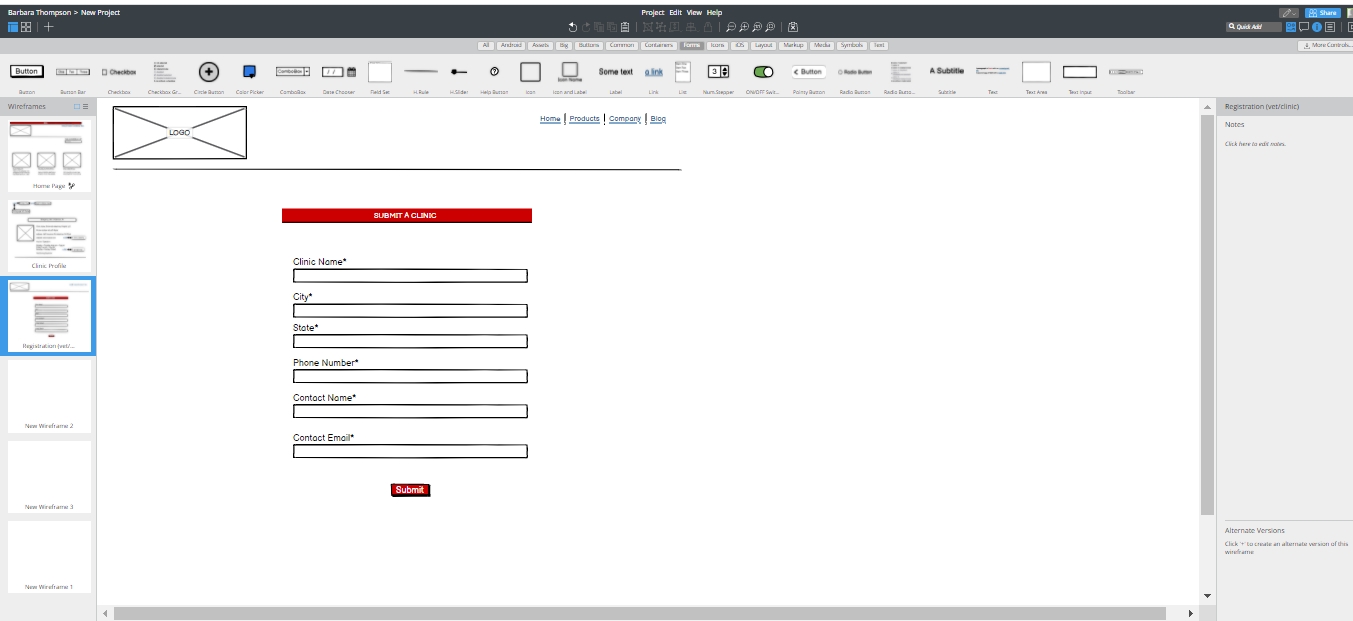 Barbara Thompson > New Project
Project Edit View Help
Share
Quick Add
All Android Assets Big Buttons Common Containers Forms Icons iOS Layout Markup Media Symbols Text
More Controls...
Button
Checkbox
ComboBox
Some text
a link
3
Button
Radio Button
A Subtitle
Button Button Bar Checkbox Checkbox Gr... Circle Button Color Picker ComboBox Date Chooser Field Set H.Rule H.Slider Help Button Icon Icon and Label Label Link List Num.Stepper ON/OFF Swit... Pointy Button Radio Button Radio Butto... Subtitle Text Text Area Text Input Toolbar
Wireframes
Home Page
Clinic Profile
Registration (vet/...
New Wireframe 2
New Wireframe 3
New Wireframe 1
LOGO
Home | Products | Company | Blog
SUBMIT A CLINIC
Clinic Name*
City*
State*
Phone Number*
Contact Name*
Contact Email*
Submit
Registration (vet/clinic)
Notes
Click here to edit notes.
Alternate Versions
Click '+' to create an alternate version of this
wireframe